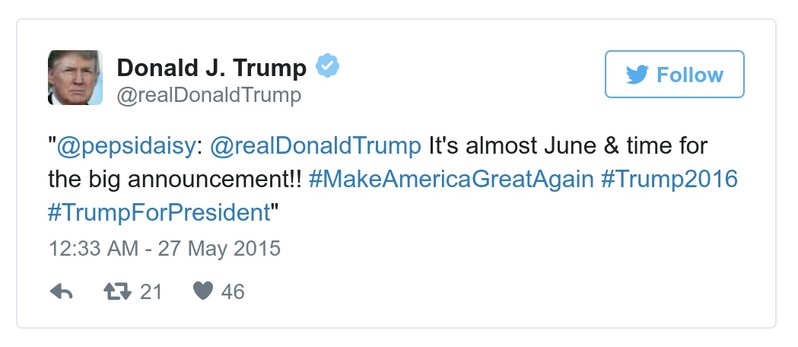 Donald J. Trump
@realDonaldTrump
Follow
"@pepsidaisy: @realDonaldTrump It's almost June & time for
the big announcement!! #MakeAmericaGreatAgain #Trump2016
#TrumpForPresident"
12:33 AM - 27 May 2015
21 46